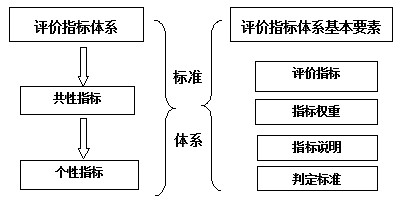 评价指标体系
共性指标
个性指标
标准
体系
评价指标体系基本要素
评价指标
指标权重
指标说明
判定标准